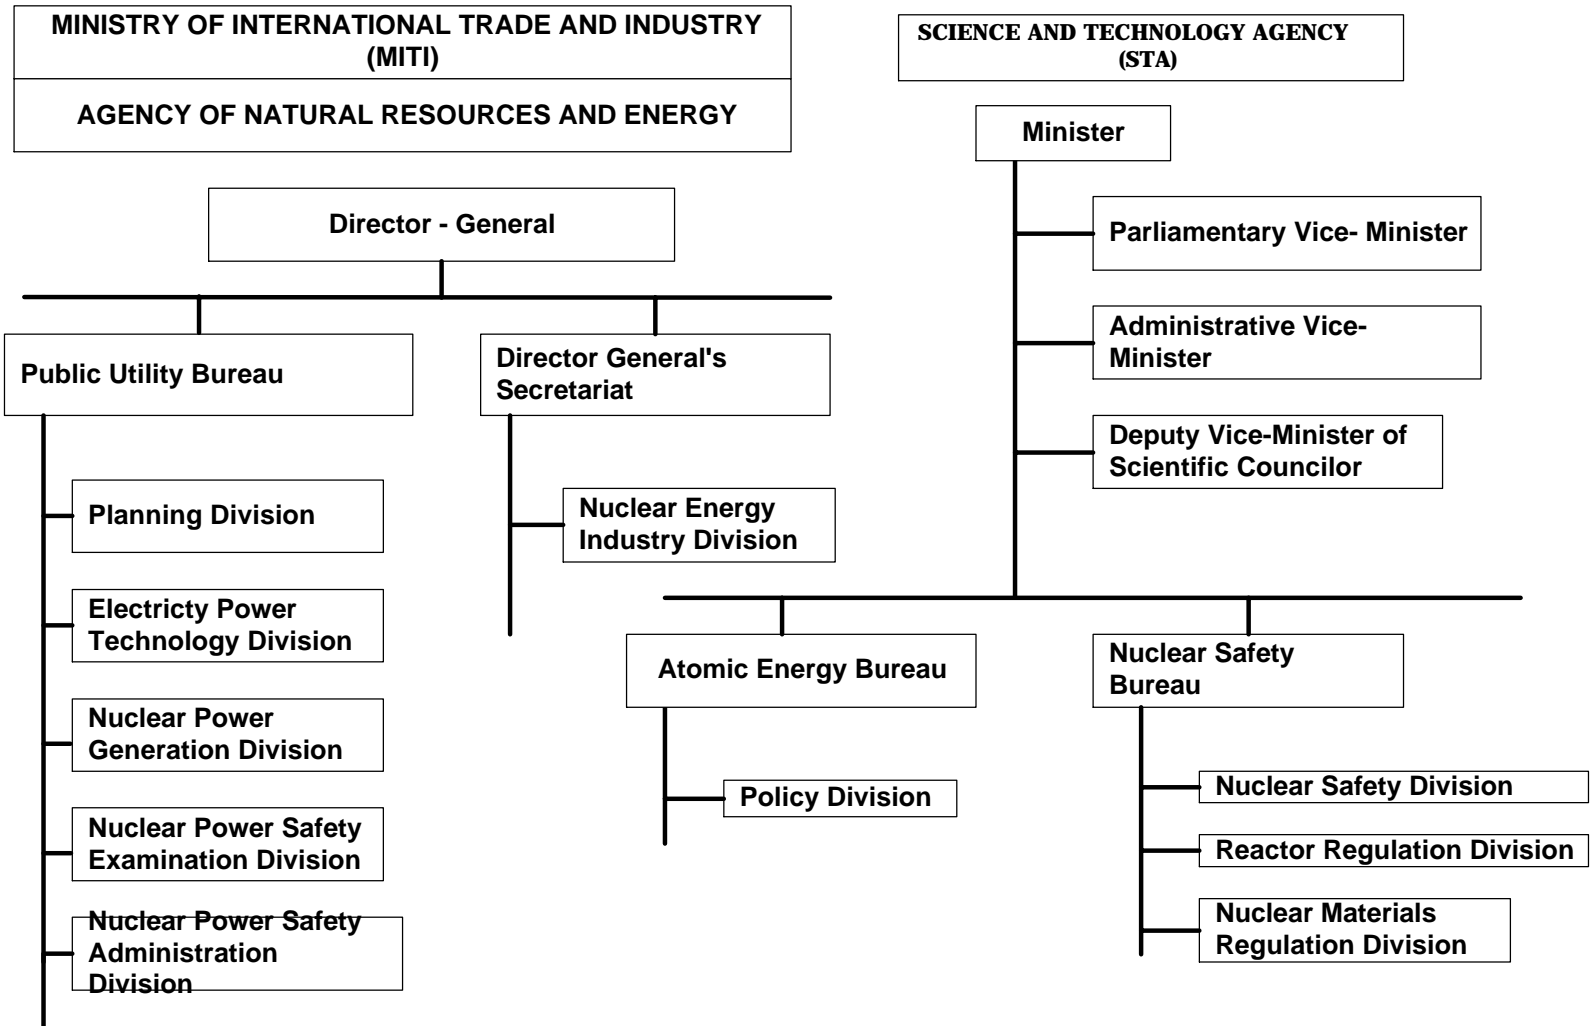 MINISTRY OF INTERNATIONAL TRADE AND INDUSTRY
(MITI)
AGENCY OF NATURAL RESOURCES AND ENERGY
Director - General
Public Utility Bureau
Planning Division
Electricty Power
Technology Division
Nuclear Power
Generation Division
Nuclear Power Safety
Examination Division
Nuclear Power Safety
Administration
Division
Director General's
Secretariat
Nuclear Energy
Industry Division
SCIENCE AND TECHNOLOGY AGENCY
(STA)
Minister
Parliamentary Vice- Minister
Administrative Vice-
Minister
Deputy Vice-Minister of
Scientific Councilor
Atomic Energy Bureau
Policy Division
Nuclear Safety
Bureau
Nuclear Safety Division
Reactor Regulation Division
Nuclear Materials
Regulation Division